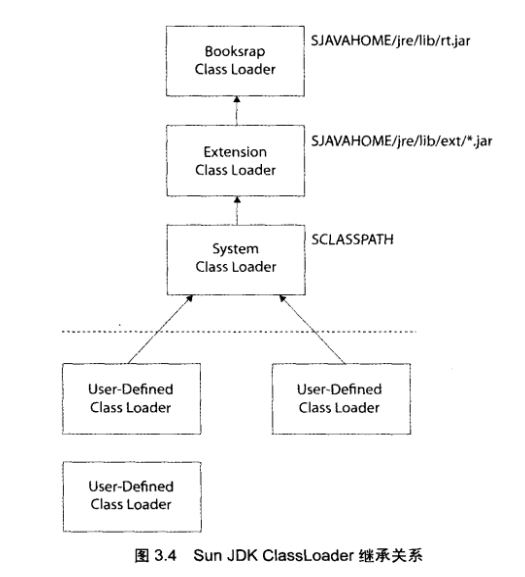 Booksrap
Class Loader
SJAVAHOME/jre/lib/rt.jar
Extension
Class Loader
SJAVAHOME/jre/lib/ext/*.jar
System
Class Loader
SCLASSPATH
User-Defined
Class Loader
User-Defined
Class Loader
User-Defined
Class Loader
图 3.4 Sun JDK ClassLoader 继承关系